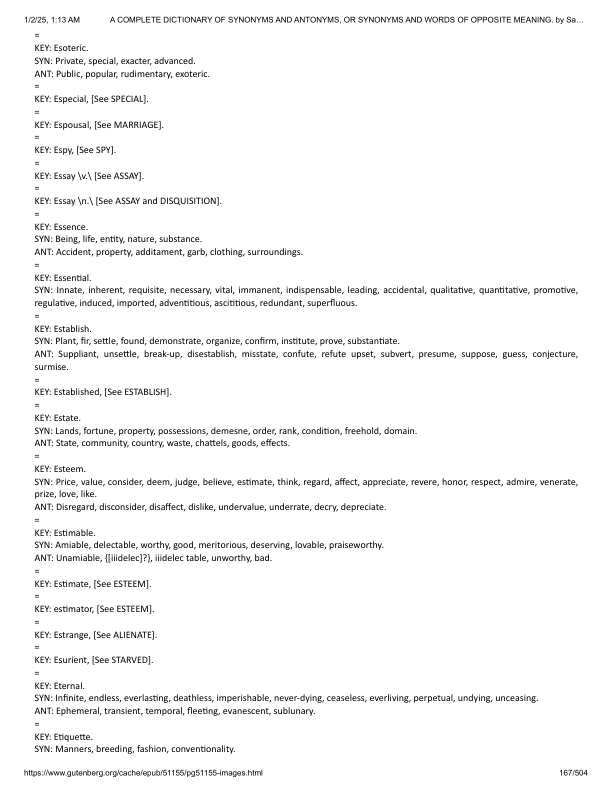 1/2/25, 1:13 AM A COMPLETE DICTIONARY OF SYNONYMS AND ANTONYMS, OR SYNONYMS AND WORDS OF OPPOSITE MEANING. by Sa…
=
KEY: Esoteric.
SYN: Private, special, exacter, advanced.
ANT: Public, popular, rudimentary, exoteric.
=
KEY: Especial, [See SPECIAL].
=
KEY: Espousal, [See MARRIAGE].
=
KEY: Espy, [See SPY].
=
KEY: Essay \v.\ [See ASSAY].
=
KEY: Essay \n.\ [See ASSAY and DISQUISITION].
=
KEY: Essence.
SYN: Being, life, entity, nature, substance.
ANT: Accident, property, additament, garb, clothing, surroundings.
=
KEY: Essential.
SYN: Innate, inherent, requisite, necessary, vital, immanent, indispensable, leading, accidental, qualitative, quantitative, promotive,
regulative, induced, imported, adventitious, ascititious, redundant, superfluous.
=
KEY: Establish.
SYN: Plant, fir, settle, found, demonstrate, organize, confirm, institute, prove, substantiate.
ANT: Suppliant, unsettle, break-up, disestablish, misstate, confute, refute upset, subvert, presume, suppose, guess, conjecture,
surmise.
=
KEY: Established, [See ESTABLISH].
=
KEY: Estate.
SYN: Lands, fortune, property, possessions, demesne, order, rank, condition, freehold, domain.
ANT: State, community, country, waste, chattels, goods, effects.
=
KEY: Esteem.
SYN: Price, value, consider, deem, judge, believe, estimate, think, regard, affect, appreciate, revere, honor, respect, admire, venerate,
prize, love, like.
ANT: Disregard, disconsider, disaffect, dislike, undervalue, underrate, decry, depreciate.
=
KEY: Estimable.
SYN: Amiable, delectable, worthy, good, meritorious, deserving, lovable, praiseworthy.
ANT: Unamiable, {[iiidelec]?}, iiidelec table, unworthy, bad.
=
KEY: Estimate, [See ESTEEM].
=
KEY: estimator, [See ESTEEM].
=
KEY: Estrange, [See ALIENATE].
=
KEY: Esurient, [See STARVED].
=
KEY: Eternal.
SYN: Infinite, endless, everlasting, deathless, imperishable, never-dying, ceaseless, everliving, perpetual, undying, unceasing.
ANT: Ephemeral, transient, temporal, fleeting, evanescent, sublunary.
=
KEY: Etiquette.
SYN: Manners, breeding, fashion, conventionality.
https://www.gutenberg.org/cache/epub/51155/pg51155-images.html 167/504